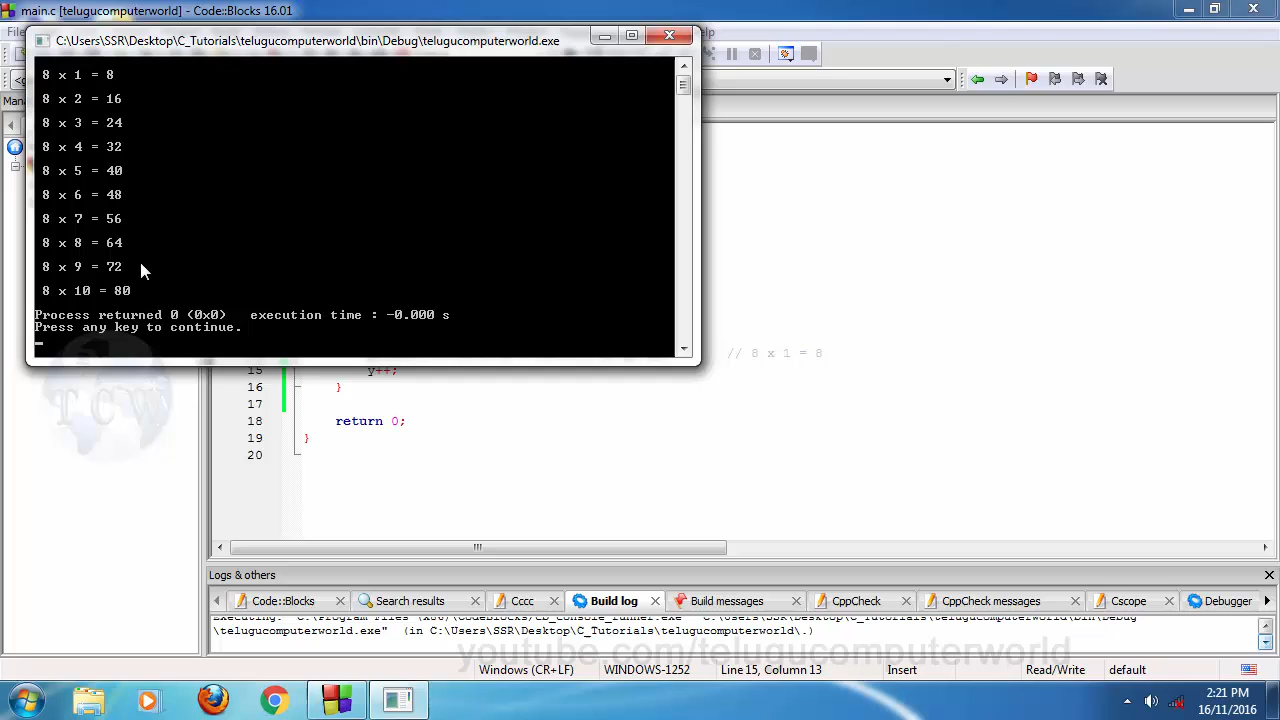 main.c [telugucomputerworld] - Code::Blocks 16.01
C:\Users\SSR\Desktop\C_Tutorials\telugucomputerworld\bin\Debug\telugucomputerworld.exe
8 x 1 = 8
8 x 2 = 16
8 x 3 = 24
8 x 4 = 32
8 x 5 = 40
8 x 6 = 48
8 x 7 = 56
8 x 8 = 64
8 x 9 = 72
8 x 10 = 80
Process returned 0 (0x0)   execution time : -0.000 s
Press any key to continue.
// 8 x 1 = 8
15 y++;
16 }
17
18 return 0;
19 }
20
TCW
Logs & others
Code::Blocks Search results Cccc Build log Build messages CppCheck CppCheck messages Cscope Debugger
\telugucomputerworld.exe"  (in C:\Users\SSR\Desktop\C_Tutorials\telugucomputerworld\.)
youtube.com/telugucomputerworld
Windows (CR+LF) WINDOWS-1252 Line 15, Column 13 Insert Read/Write default
2:21 PM
16/11/2016